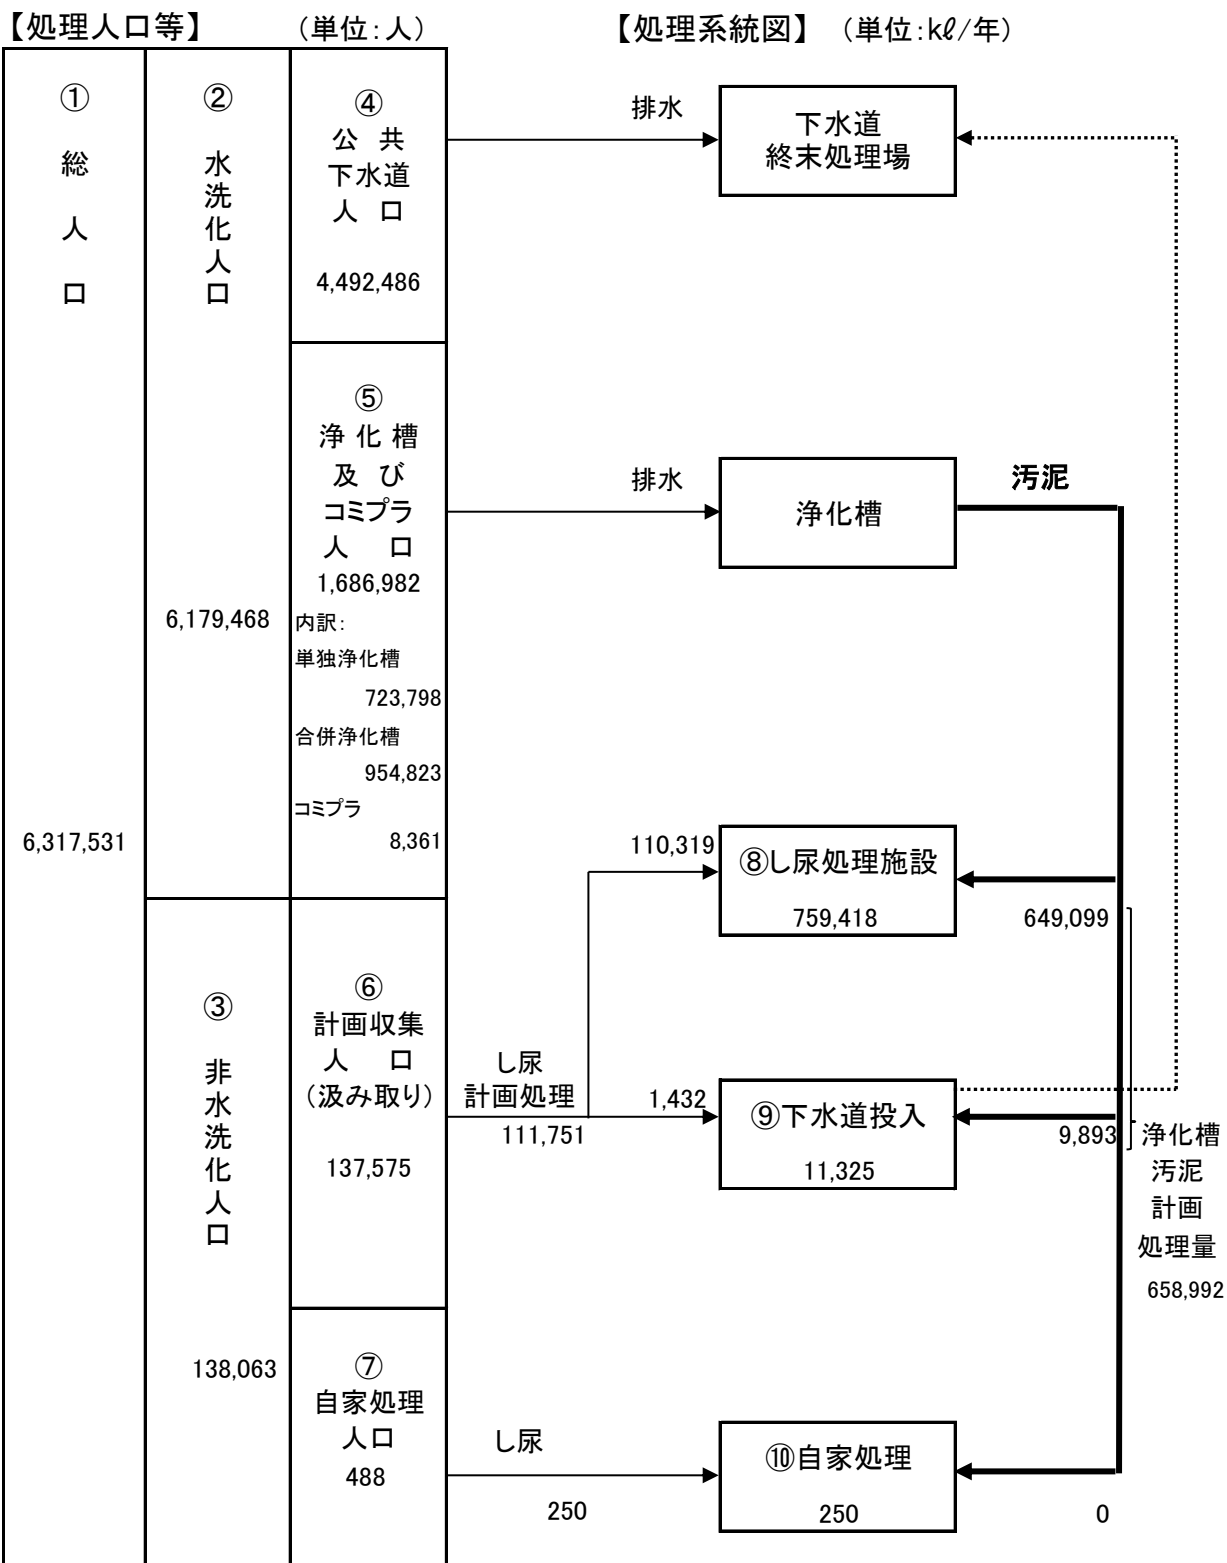 【処理人口等】 (単位:人)
【処理系統図】 (単位:kℓ/年)
①
総
人
口
6,317,531
②
水
洗
化
人
口
6,179,468
③
非
水
洗
化
人
口
138,063
④
公 共
下水道
人 口
4,492,486
⑤
浄 化 槽
及 び
コミプラ
人 口
1,686,982
内訳:
単独浄化槽
723,798
合併浄化槽
954,823
コミプラ
8,361
⑥
計画収集
人 口
(汲み取り)
137,575
⑦
自家処理
人口
488
排水
下水道
終末処理場
排水
浄化槽
汚泥
110,319
⑧し尿処理施設
759,418
649,099
し尿
計画処理
111,751
1,432
⑨下水道投入
11,325
9,893
浄化槽
汚泥
計画
処理量
658,992
し尿
250
⑩自家処理
250
0